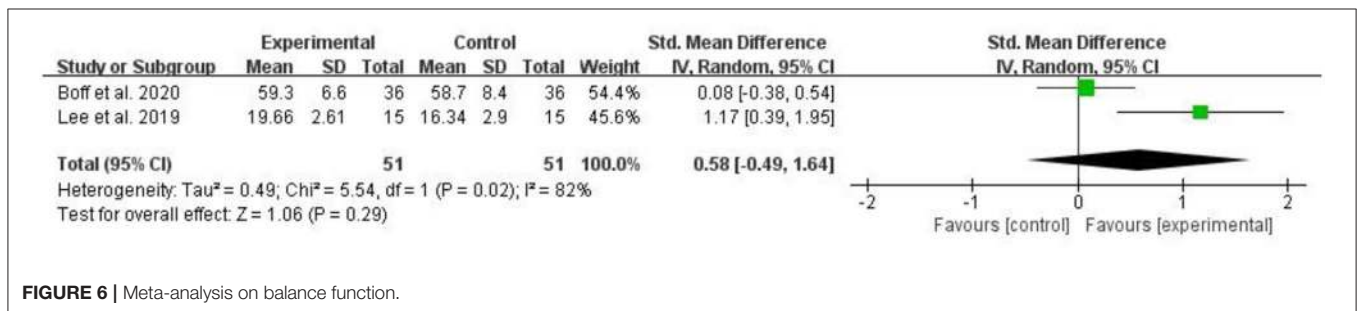 Experimental Control Std. Mean Difference Std. Mean Difference
Study or Subgroup Mean SD Total Mean SD Total Weight IV, Random, 95% CI IV, Random, 95% CI
Boff et al. 2020 59.3 6.6 36 58.7 8.4 36 54.4% 0.08 [-0.38, 0.54]
Lee et al. 2019 19.66 2.61 15 16.34 2.9 15 45.6% 1.17 [0.39, 1.95]
Total (95% CI) 51 51 100.0% 0.58 [-0.49, 1.64]
Heterogeneity: Tau² = 0.49; Chi² = 5.54, df = 1 (P = 0.02); I² = 82%
Test for overall effect: Z = 1.06 (P = 0.29)
-2 -1 0 1 2
Favours [control] Favours [experimental]
FIGURE 6 | Meta-analysis on balance function.